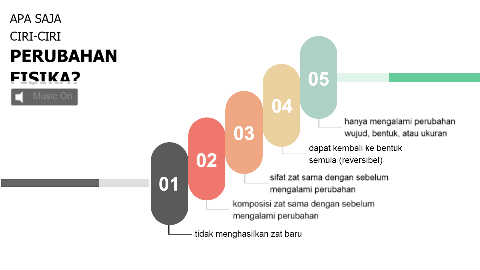 APA SAJA
CIRI-CIRI
PERUBAHAN
FISIKA?
Music On
05
hanya mengalami perubahan
wujud, bentuk, atau ukuran
04
dapat kembali ke bentuk
semula (reversibel)
03
sifat zat sama dengan sebelum
mengalami perubahan
02
komposisi zat sama dengan sebelum
mengalami perubahan
01
tidak menghasilkan zat baru